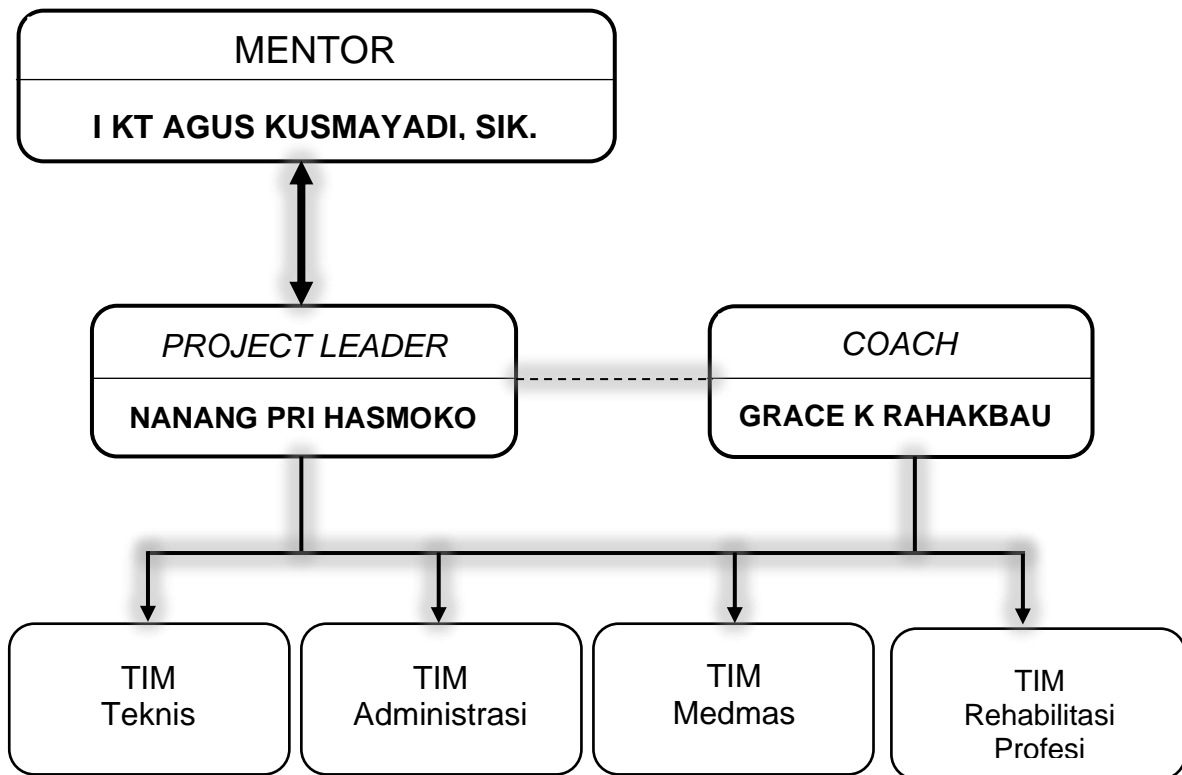 MENTOR
I KT AGUS KUSMAYADI, SIK.
PROJECT LEADER
NANANG PRI HASMOKO
COACH
GRACE K RAHAKBAU
TIM
Teknis
TIM
Administrasi
TIM
Medmas
TIM
Rehabilitasi
Profesi